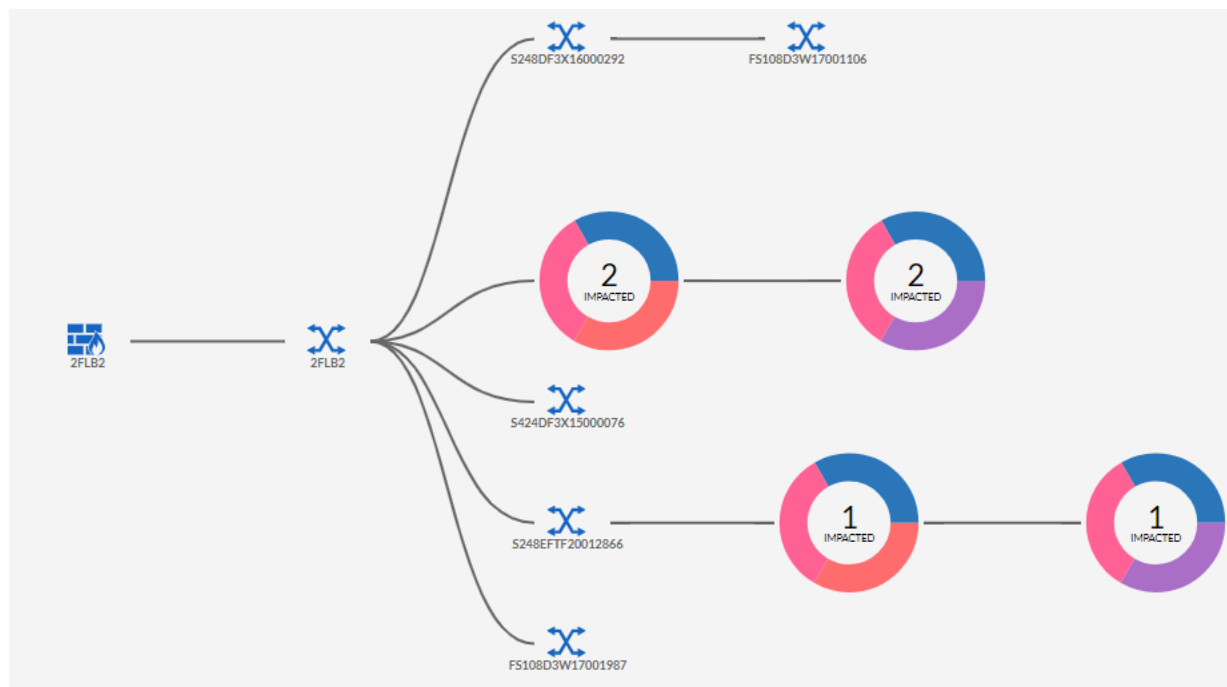 S248DF3X16000292
FS108D3W17001106
2
IMPACTED
2
IMPACTED
2FLB2
2FLB2
S424DF3X15000076
1
IMPACTED
1
IMPACTED
S248EFTF20012866
FS108D3W17001987